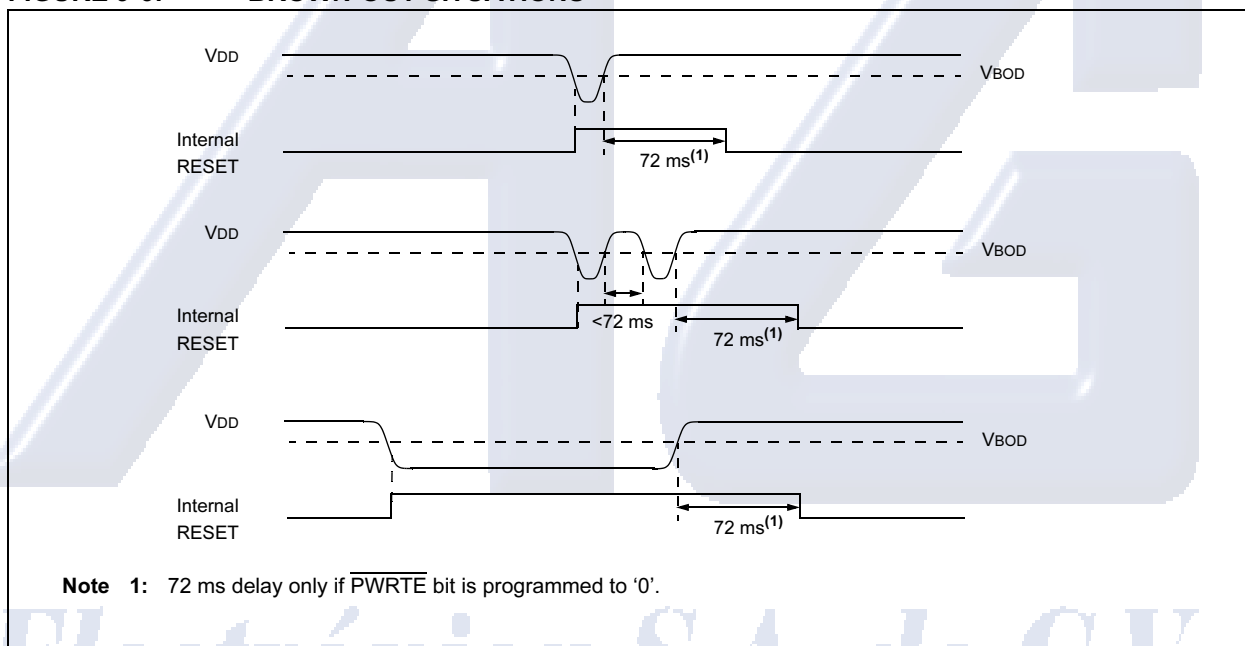 VDD
VBOD
Internal
RESET
72 ms(1)
VDD
VBOD
Internal
RESET
<72 ms
72 ms(1)
VDD
VBOD
Internal
RESET
72 ms(1)
Note 1: 72 ms delay only if PWRTE bit is programmed to ‘0’.